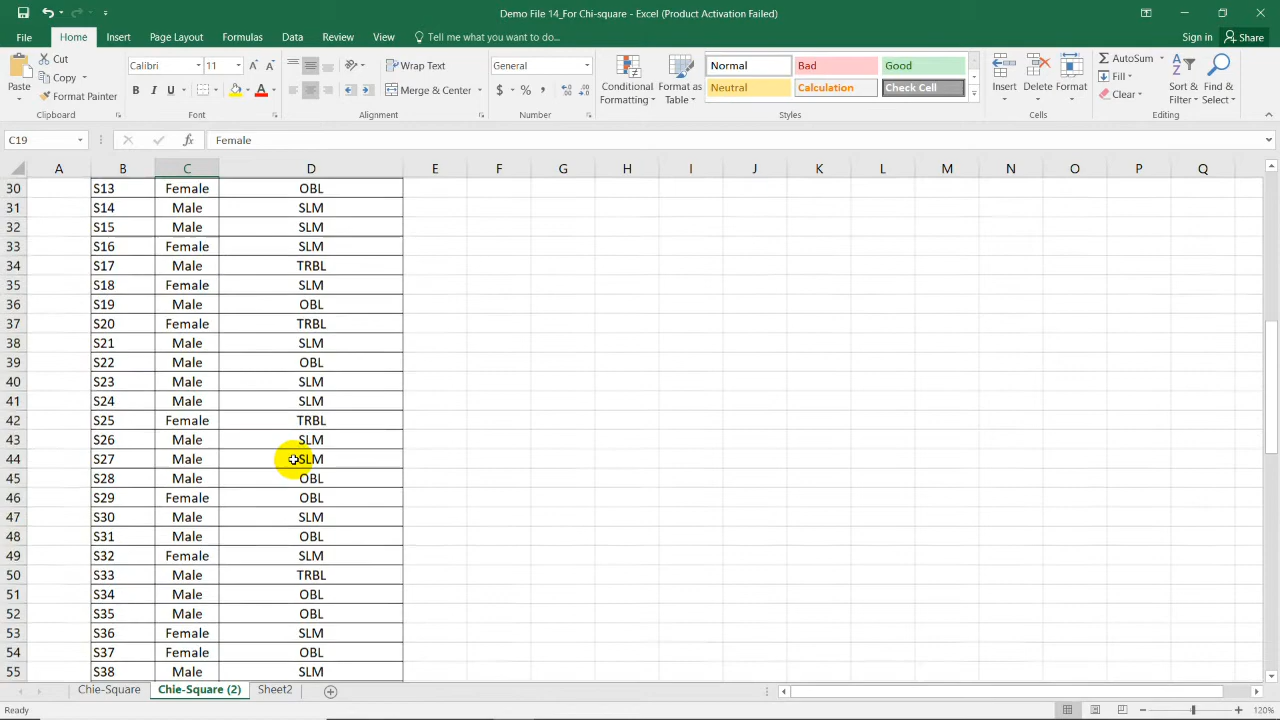 Demo File 14_For Chi-square - Excel (Product Activation Failed)
File Home Insert Page Layout Formulas Data Review View Tell me what you want to do... Sign in Share
Paste
Cut
Copy
Format Painter
Clipboard
Calibri 11
B I U
Font
Wrap Text
Merge & Center
Alignment
General
$ % ,
Number
Conditional Formatting
Format as Table
Normal Bad Good
Neutral Calculation Check Cell
Styles
Insert Delete Format
Cells
AutoSum
Fill
Clear
Sort & Filter
Find & Select
Editing
C19 fx Female
A B C D E F G H I J K L M N O P Q
30 S13 Female OBL
31 S14 Male SLM
32 S15 Male SLM
33 S16 Female SLM
34 S17 Male TRBL
35 S18 Female SLM
36 S19 Male OBL
37 S20 Female TRBL
38 S21 Male SLM
39 S22 Male OBL
40 S23 Male SLM
41 S24 Male SLM
42 S25 Female TRBL
43 S26 Male SLM
44 S27 Male SLM
45 S28 Male OBL
46 S29 Female OBL
47 S30 Male SLM
48 S31 Male OBL
49 S32 Female SLM
50 S33 Male TRBL
51 S34 Male OBL
52 S35 Male OBL
53 S36 Female SLM
54 S37 Female OBL
55 S38 Male SLM
Chie-Square Chie-Square (2) Sheet2
Ready 120%